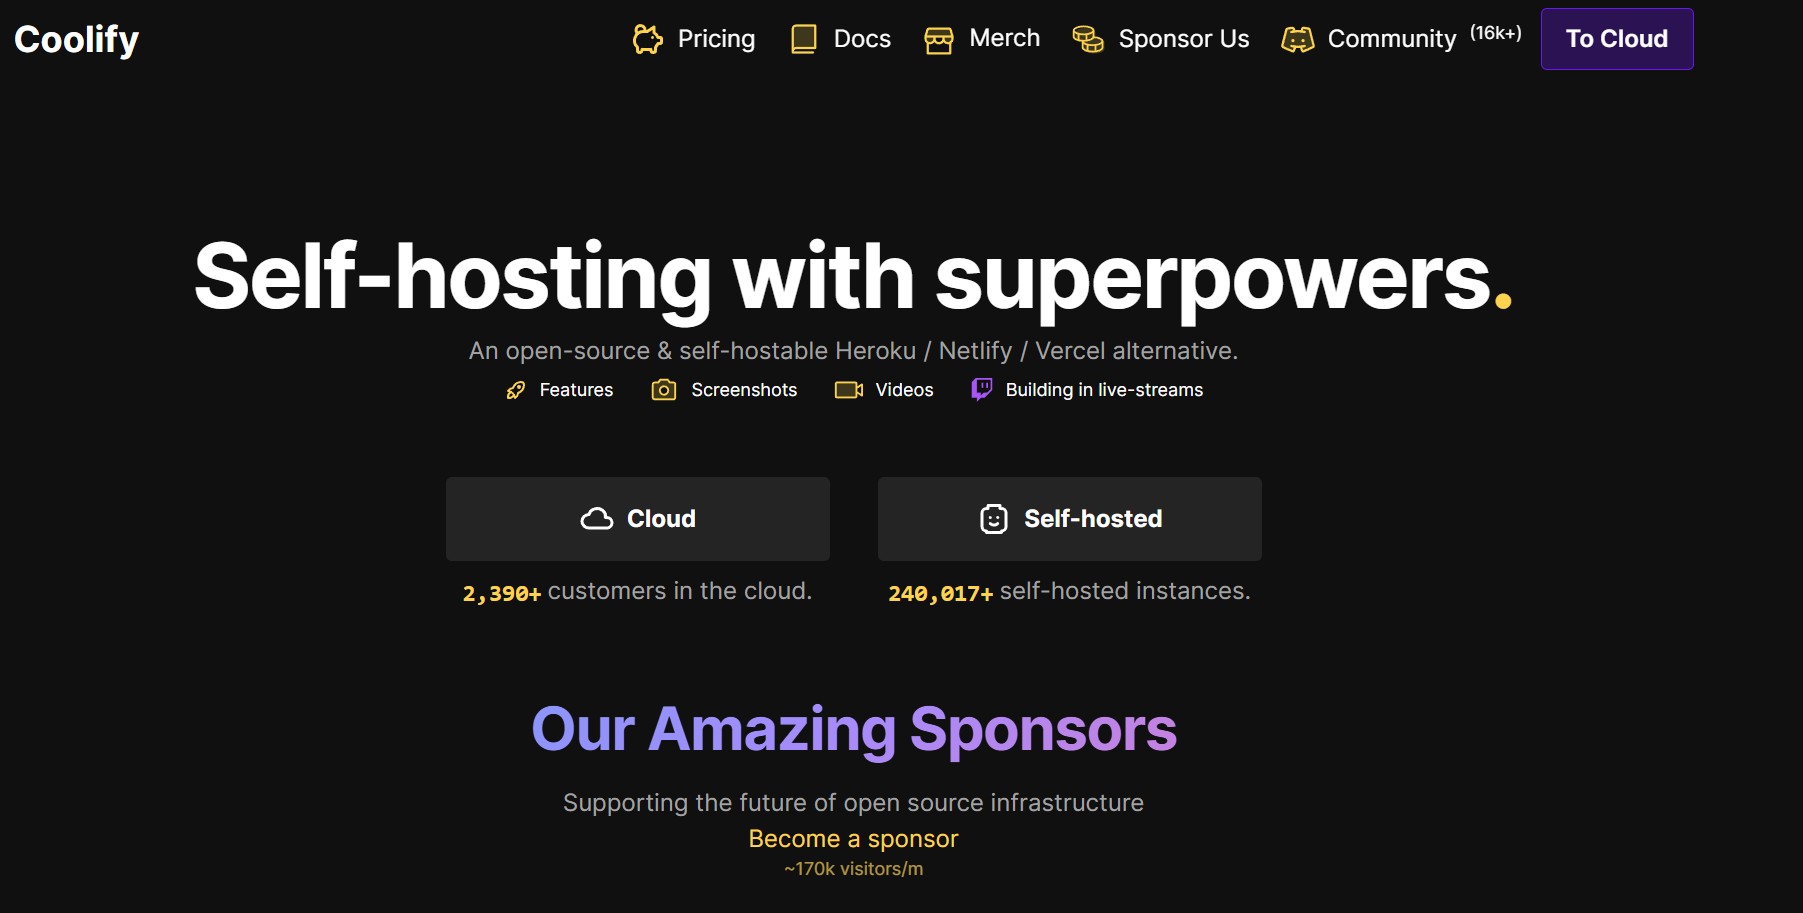 Coolify
Pricing Docs Merch Sponsor Us Community (16k+) To Cloud
Self-hosting with superpowers.
An open-source & self-hostable Heroku / Netlify / Vercel alternative.
Features Screenshots Videos Building in live-streams
Cloud Self-hosted
2,390+ customers in the cloud. 240,017+ self-hosted instances.
Our Amazing Sponsors
Supporting the future of open source infrastructure
Become a sponsor
~170k visitors/m